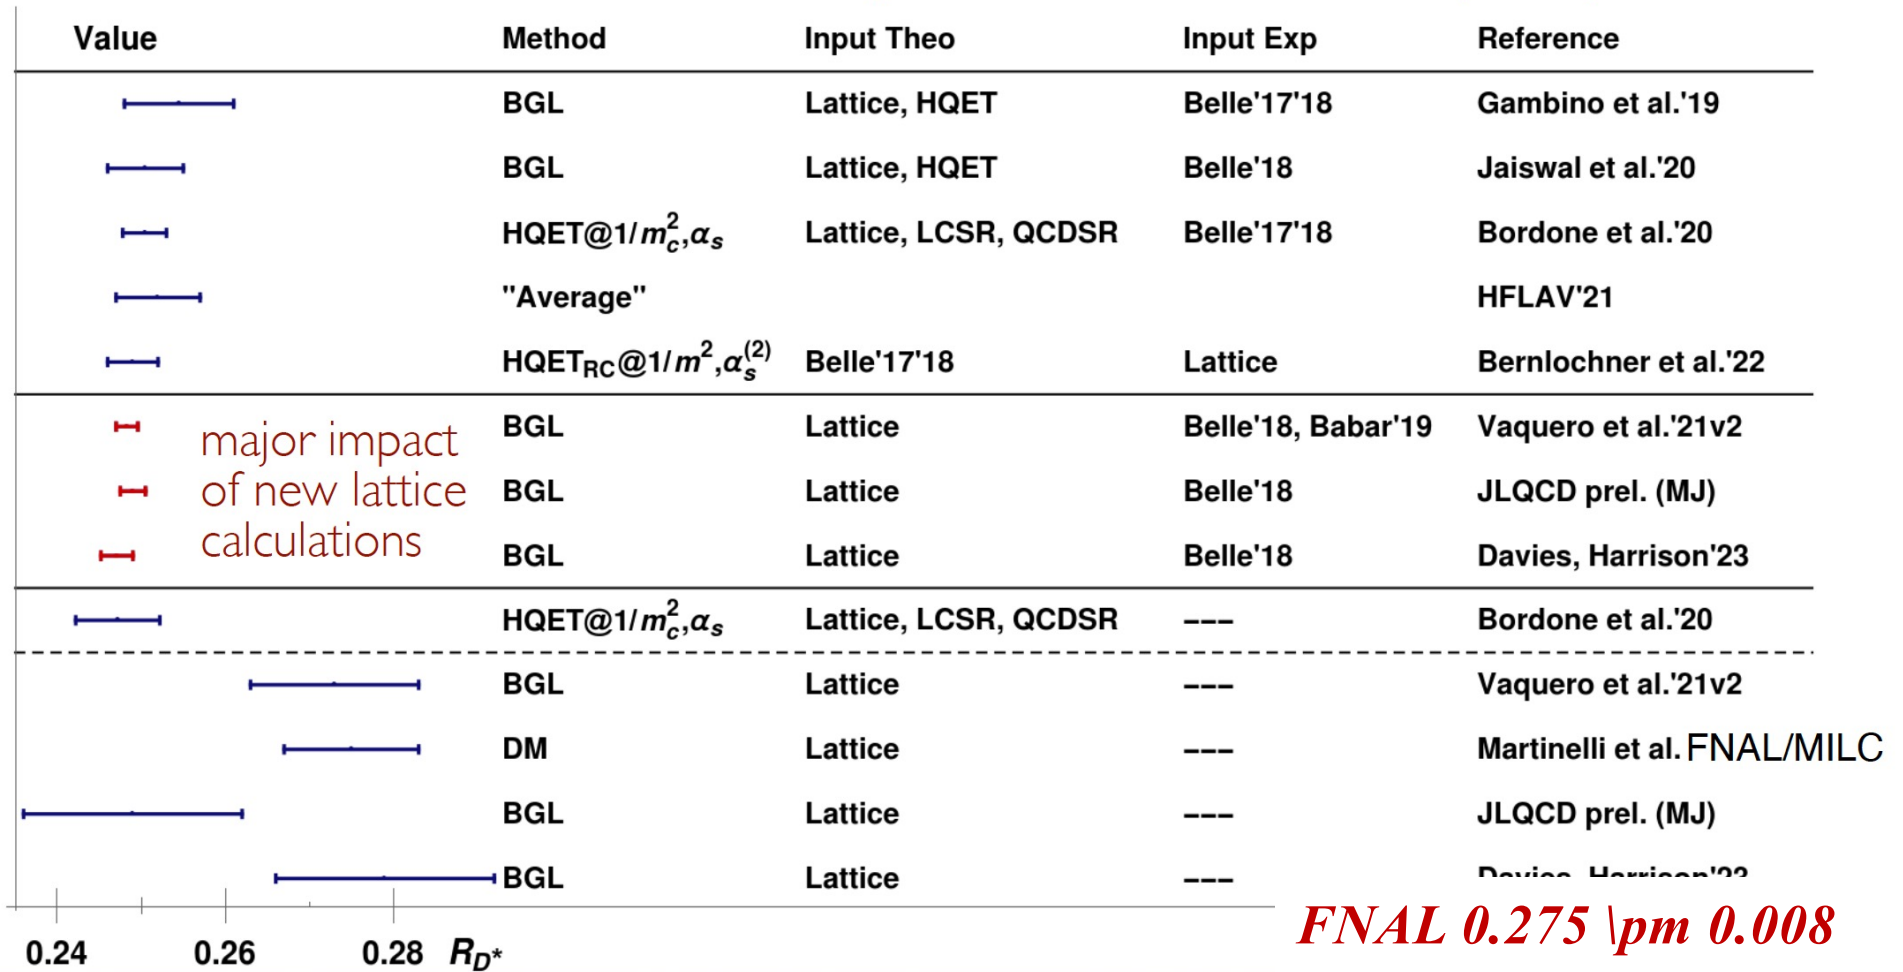 Value Method Input Theo Input Exp Reference
BGL Lattice, HQET Belle'17'18 Gambino et al.'19
BGL Lattice, HQET Belle'18 Jaiswal et al.'20
HQET@1/m_c^2,α_s Lattice, LCSR, QCDSR Belle'17'18 Bordone et al.'20
"Average" HFLAV'21
HQET_RC@1/m^2,α_s^(2) Belle'17'18 Lattice Bernlochner et al.'22
major impact
of new lattice
calculations
BGL Lattice Belle'18, Babar'19 Vaquero et al.'21v2
BGL Lattice Belle'18 JLQCD prel. (MJ)
BGL Lattice Belle'18 Davies, Harrison'23
HQET@1/m_c^2,α_s Lattice, LCSR, QCDSR --- Bordone et al.'20
BGL Lattice --- Vaquero et al.'21v2
DM Lattice --- Martinelli et al. FNAL/MILC
BGL Lattice --- JLQCD prel. (MJ)
BGL Lattice --- Davies, Harrison
0.24 0.26 0.28 R_D*
FNAL 0.275 \pm 0.008